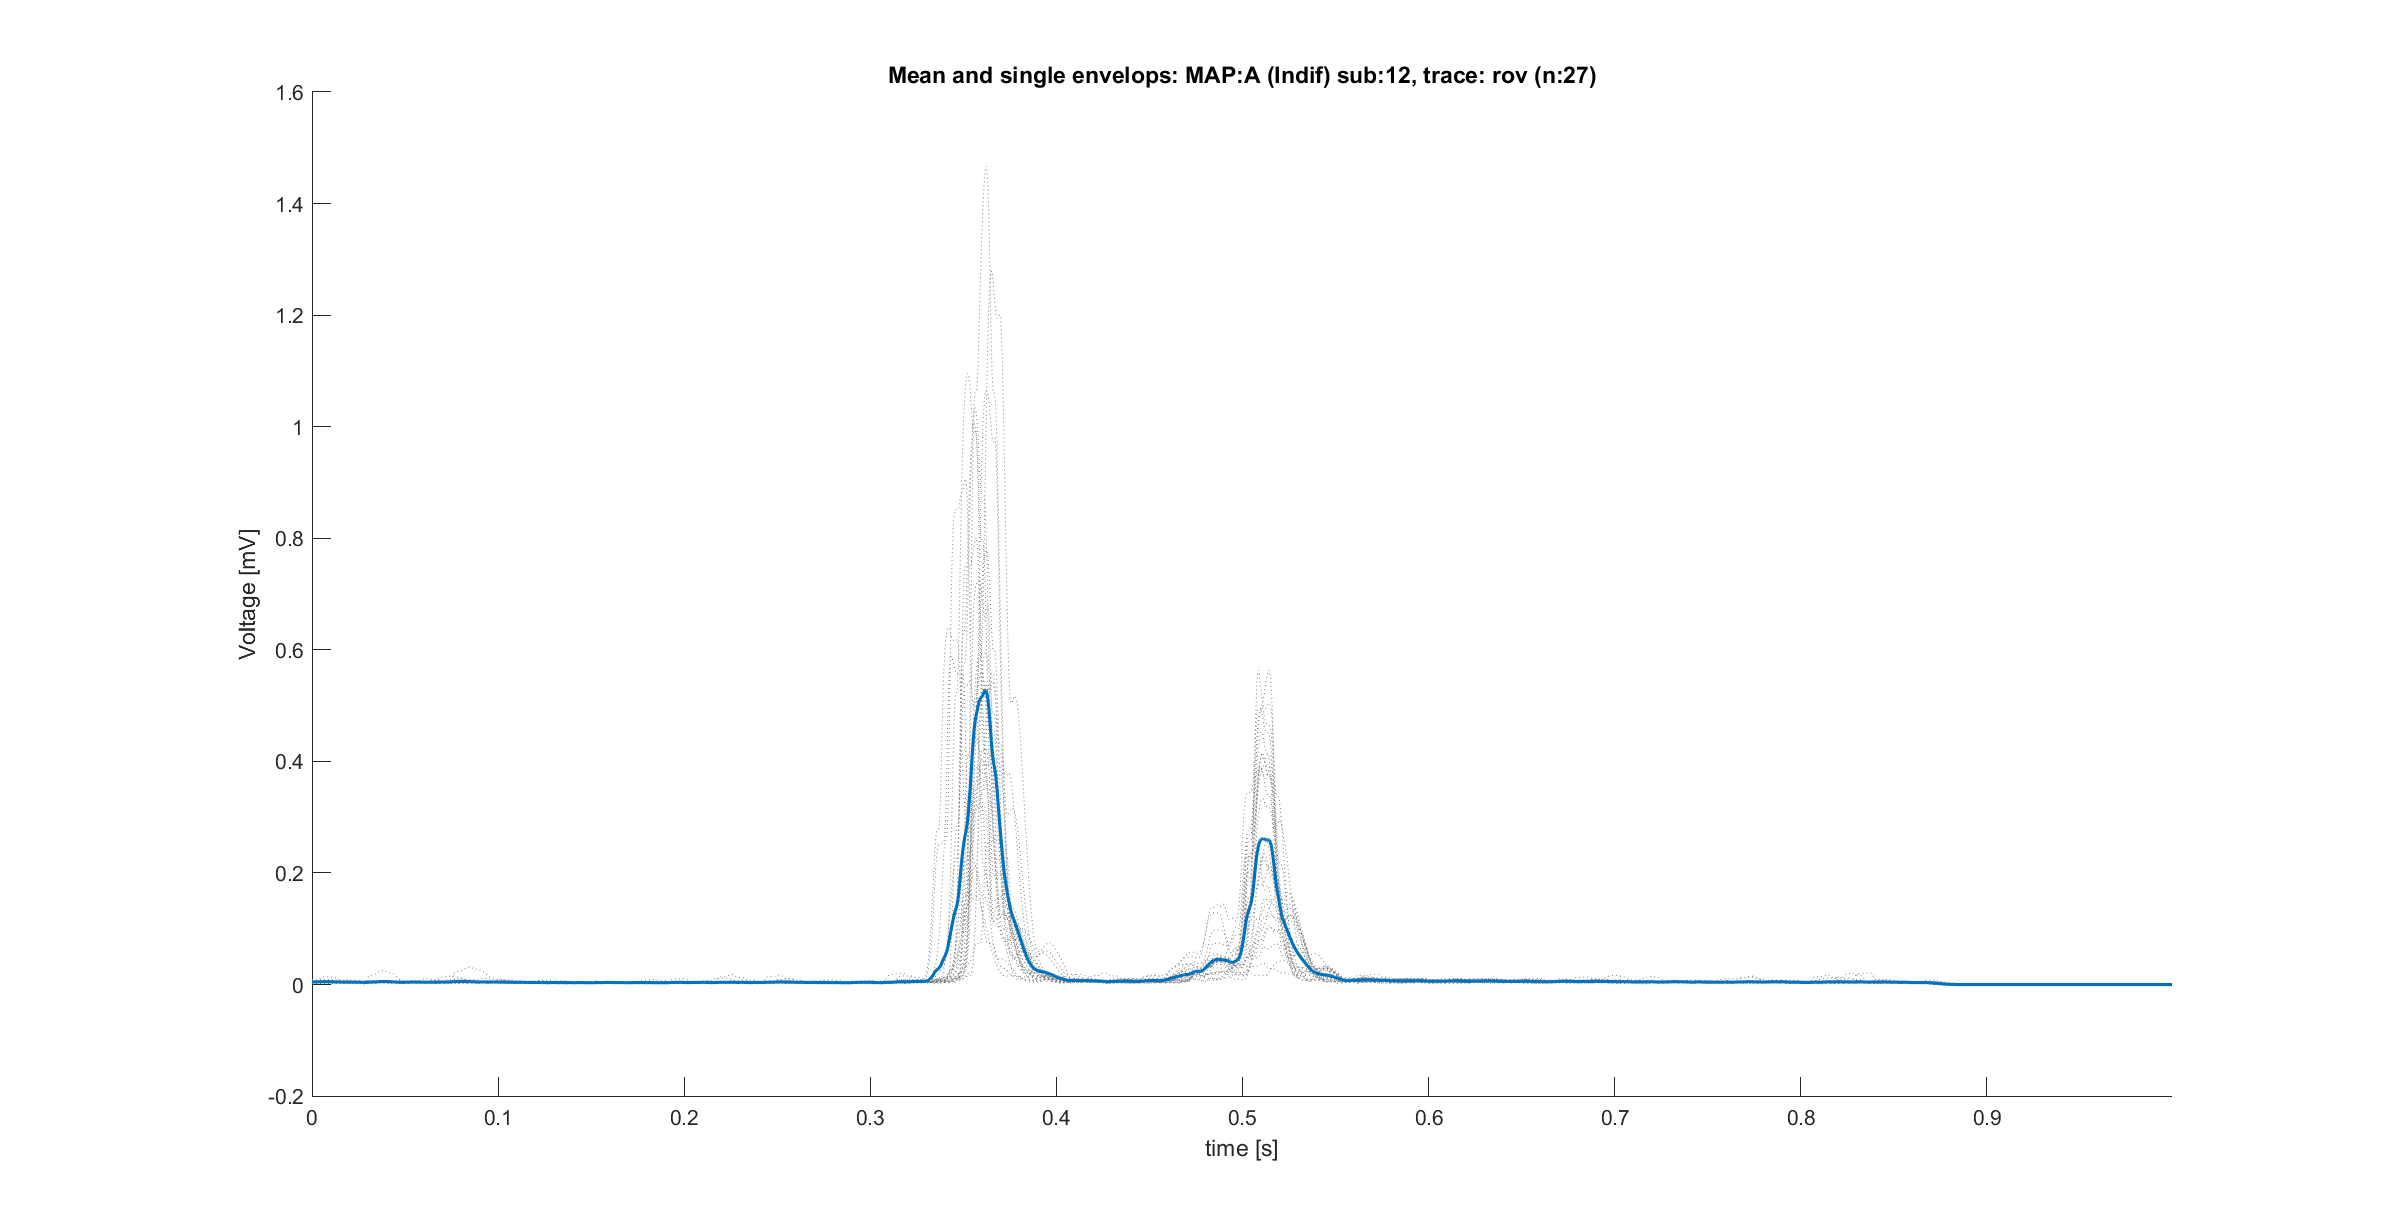 Mean and single envelops: MAP:A (Indif) sub:12, trace: rov (n:27)
1.6
1.4
1.2
1
0.8
0.6
0.4
0.2
0
-0.2
Voltage [mV]
0 0.1 0.2 0.3 0.4 0.5 0.6 0.7 0.8 0.9
time [s]